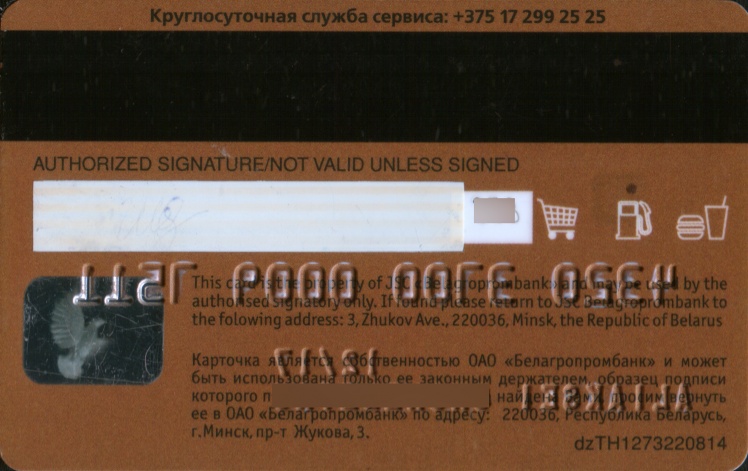 Круглосуточная служба сервиса: +375 17 299 25 25
AUTHORIZED SIGNATURE/NOT VALID UNLESS SIGNED
This card is the property of JSC «Belagroprombank» and may be used by the
authorised signatory only. If found please return to JSC Belagroprombank to
the folowing address: 3, Zhukov Ave., 220036, Minsk, the Republic of Belarus
Карточка является собственностью ОАО «Белагропромбанк» и может
быть использована только ее законным держателем, образец подписи
которого п найден просим вернуть
ее в ОАО «Белагропромбанк» по адресу: 220036, Республика Беларусь,
г.Минск, пр-т Жукова, 3.
dzTH1273220814